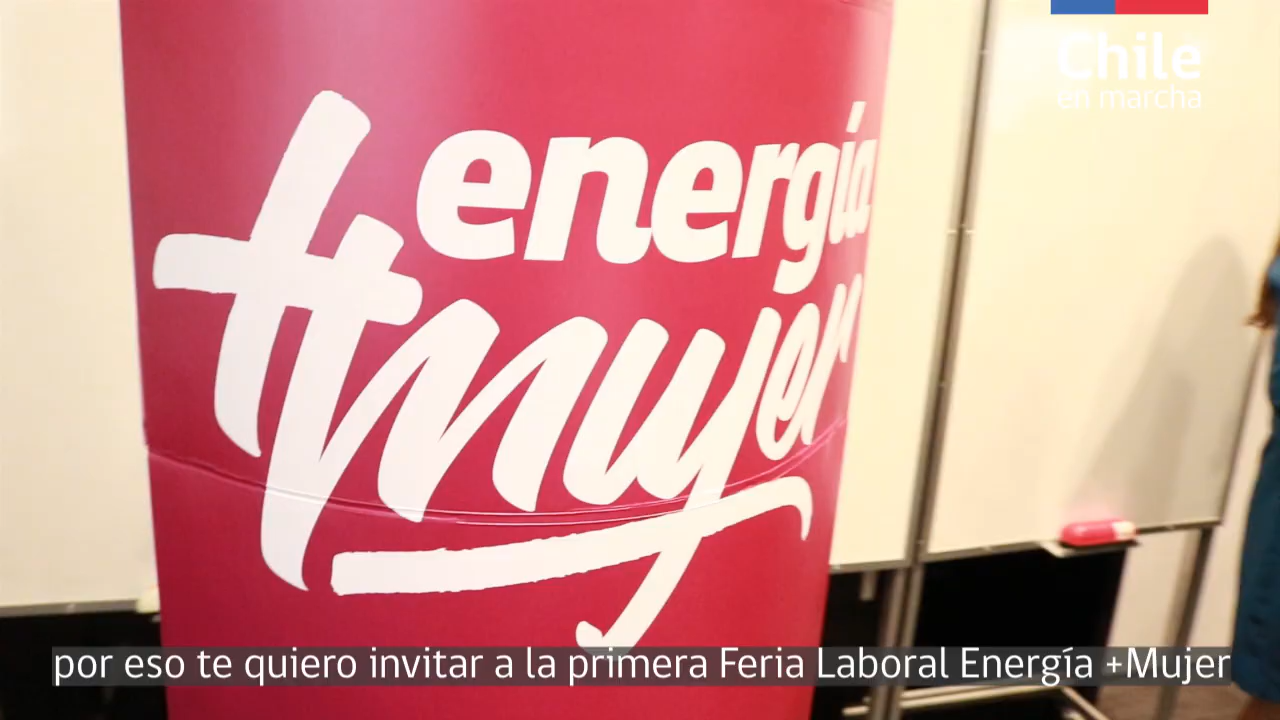 Chile
en marcha
energía
+mujer
por eso te quiero invitar a la primera Feria Laboral Energía +Mujer